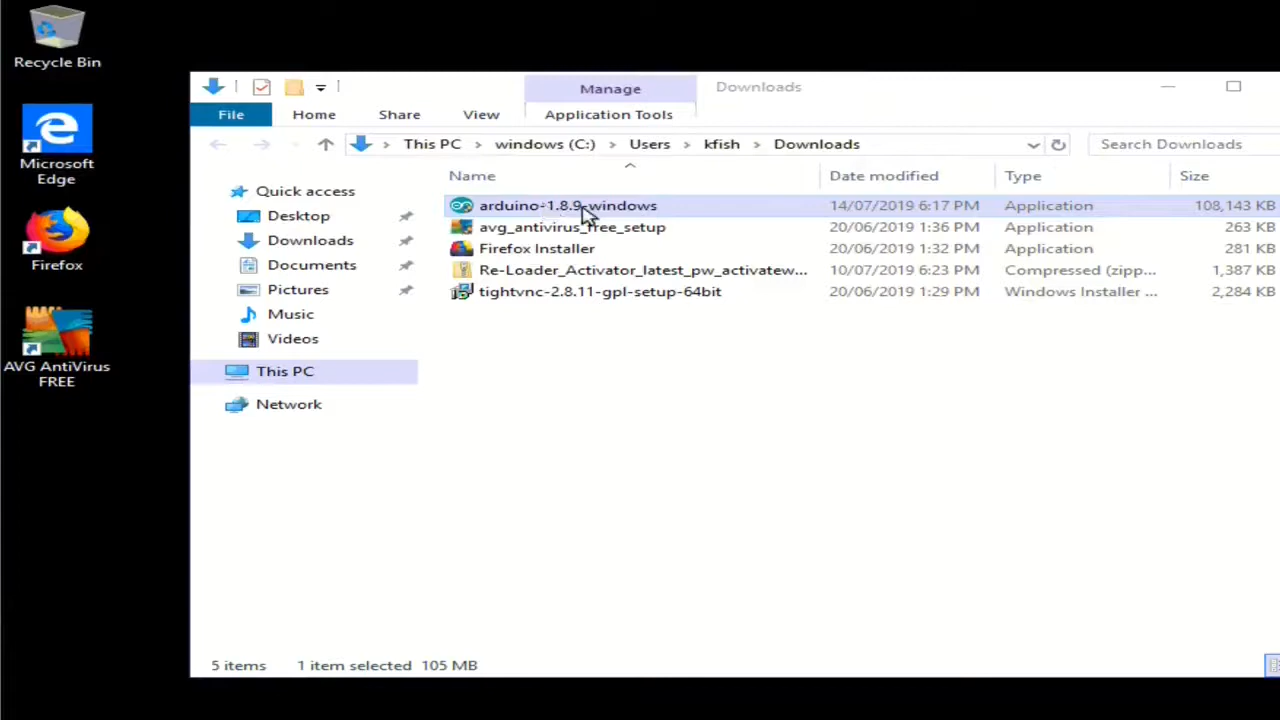 Recycle Bin
Microsoft
Edge
Firefox
AVG AntiVirus
FREE
Manage
Downloads
File
Home
Share
View
Application Tools
This PC
windows (C:)
Users
kfish
Downloads
Search Downloads
Quick access
Desktop
Downloads
Documents
Pictures
Music
Videos
This PC
Network
Name Date modified Type Size
arduino-1.8.9-windows 14/07/2019 6:17 PM Application 108,143 KB
avg_antivirus_free_setup 20/06/2019 1:36 PM Application 263 KB
Firefox Installer 20/06/2019 1:32 PM Application 281 KB
Re-Loader_Activator_latest_pw_activatew... 10/07/2019 6:23 PM Compressed (zipp... 1,387 KB
tightvnc-2.8.11-gpl-setup-64bit 20/06/2019 1:29 PM Windows Installer ... 2,284 KB
5 items 1 item selected 105 MB